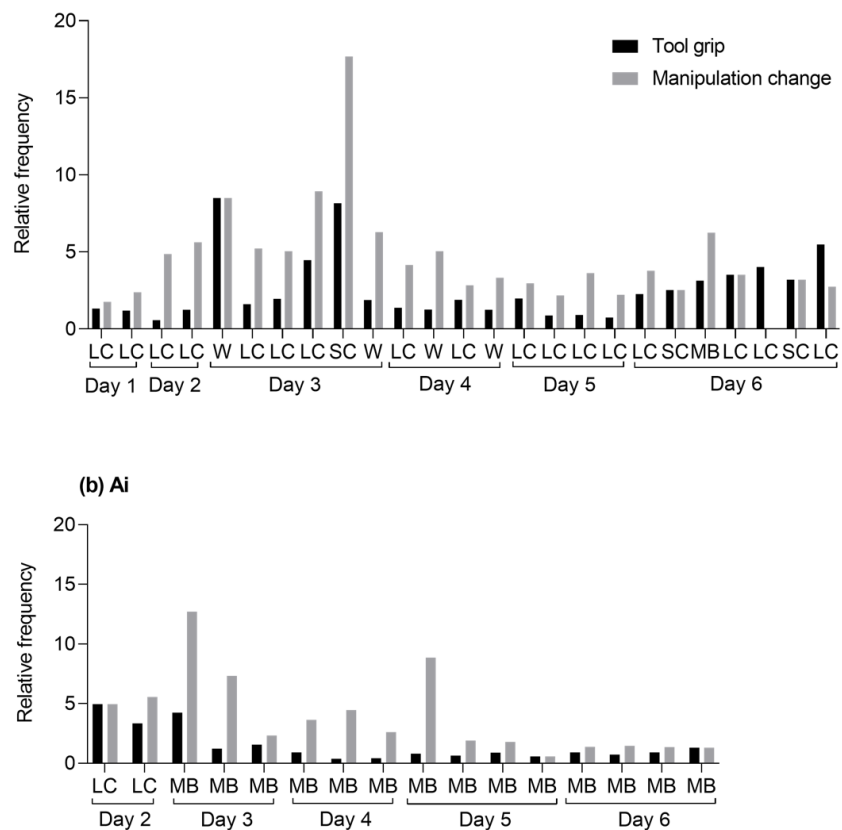 20
15
10
5
0
Relative frequency
Tool grip
Manipulation change
LC LC LC LC W LC LC LC SC W LC W LC W LC LC LC LC LC SC MB LC LC SC LC
Day 1 Day 2 Day 3 Day 4 Day 5 Day 6
(b) Ai
20
15
10
5
0
Relative frequency
LC LC MB MB MB MB MB MB MB MB MB MB MB MB MB MB
Day 2 Day 3 Day 4 Day 5 Day 6